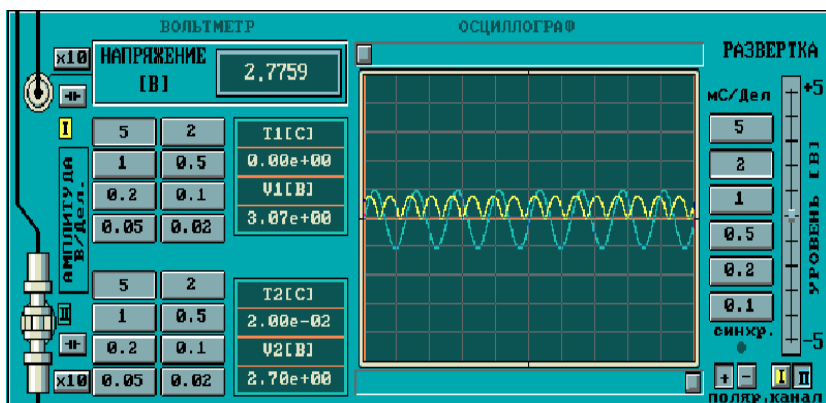 ВОЛЬТМЕТР
ОСЦИЛЛОГРАФ
x10
НАПРЯЖЕНИЕ
[В]
2,7759
РАЗВЕРТКА
I
АМПЛИТУДА
В/Дел.
5 2
1 0.5
0.2 0.1
0.05 0.02
T1[C]
0.00e+00
V1[В]
3.07e+00
II
5 2
1 0.5
0.2 0.1
x10 0.05 0.02
T2[C]
2.00e-02
V2[В]
2.70e+00
мС/Дел
5
2
1
0.5
0.2
0.1
+5
УРОВЕНЬ [В]
-5
синхр.
+ - I II
поляр.канал